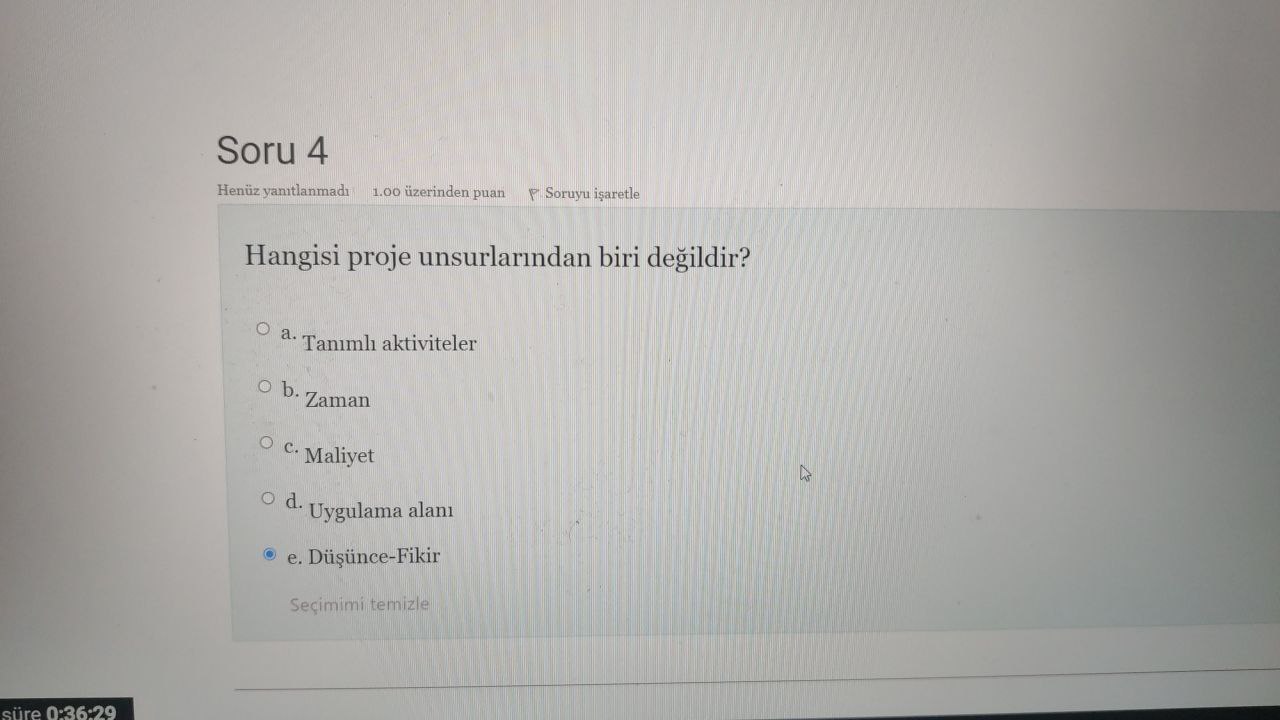 Soru 4
Henüz yanıtlanmadı 1.00 üzerinden puan Soruyu işaretle
Hangisi proje unsurlarından biri değildir?
a. Tanımlı aktiviteler
b. Zaman
c. Maliyet
d. Uygulama alanı
e. Düşünce-Fikir
Seçimimi temizle
süre 0:36:29